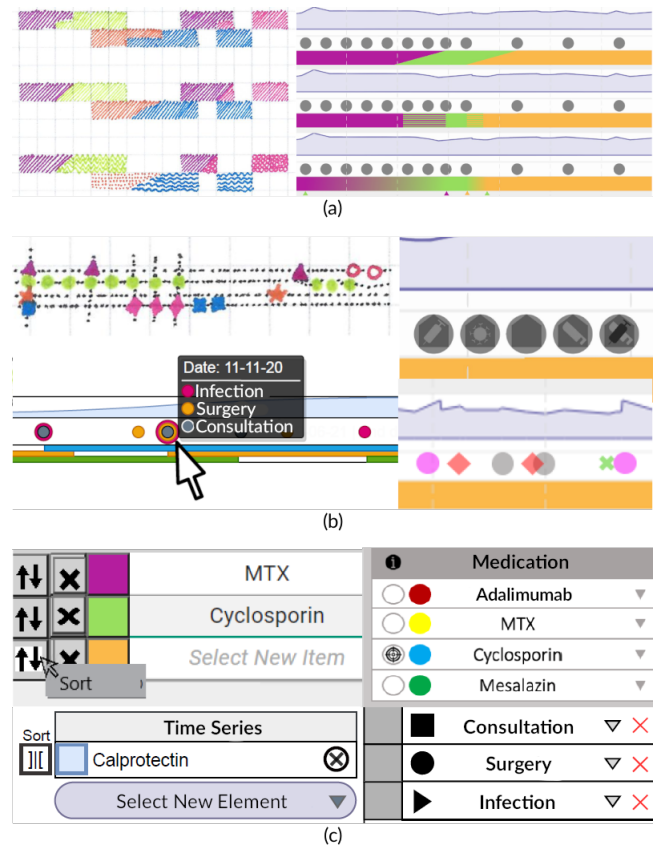 (a)
Date: 11-11-20
Infection
Surgery
Consultation
(b)
MTX
Cyclosporin
Select New Item
Sort
1 Medication
Adalimumab
MTX
Cyclosporin
Mesalazin
Sort
Time Series
Calprotectin
Select New Element
Consultation
Surgery
Infection
(c)